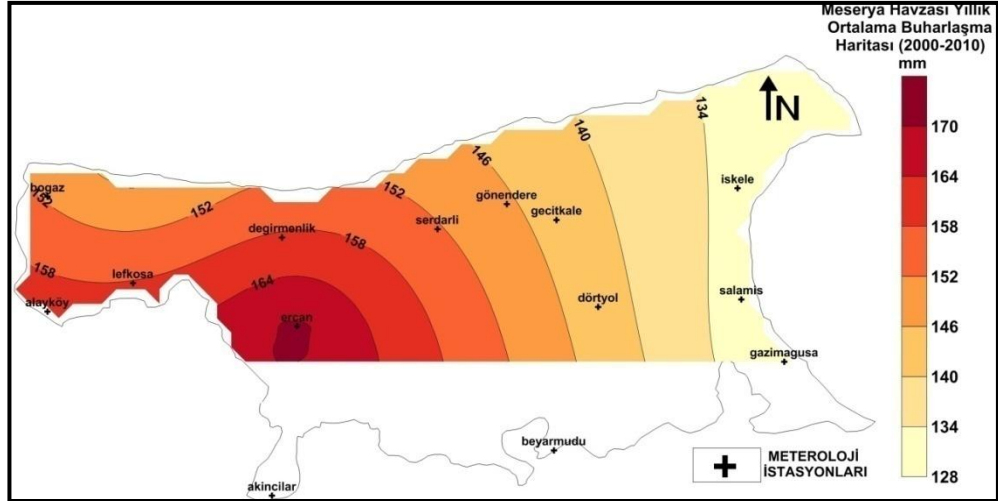 Meserya Havzası Yıllık
Ortalama Buharlaşma
Haritası (2000-2010)
mm
170
164
158
152
146
140
134
128
N
134
140
146
152
bogaz
152
152
iskele
gönendere
gecitkale
serdarli
degirmenlik
158
158
lefkosa
164
alayköy
ercan
dörtyol
salamis
gazimagusa
beyarmudu
akincilar
METEROLOJİ
İSTASYONLARI